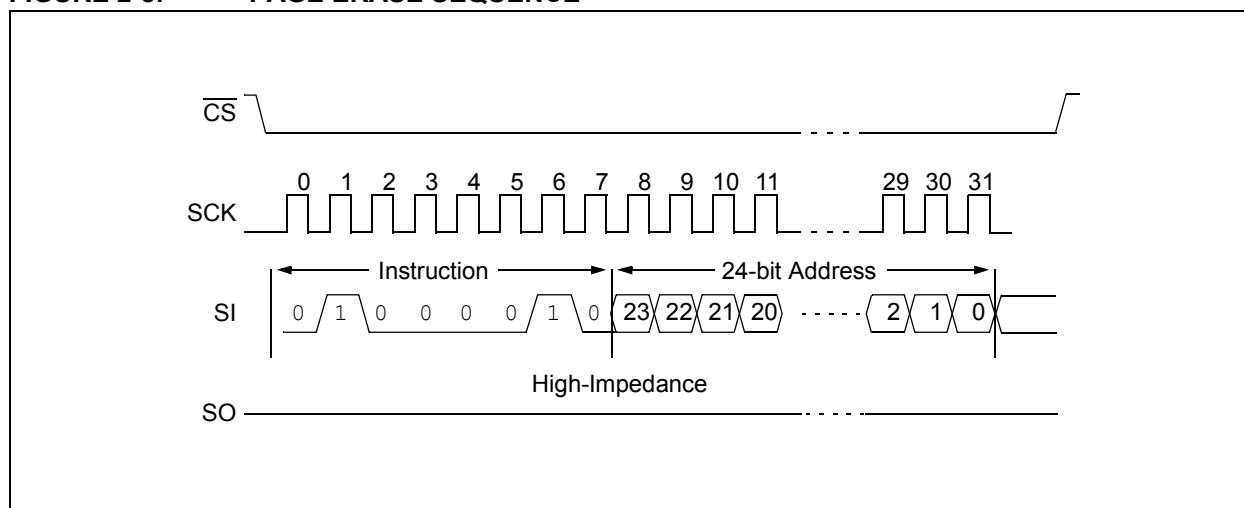 CS
0 1 2 3 4 5 6 7 8 9 10 11 29 30 31
SCK
Instruction 24-bit Address
SI 0 1 0 0 0 0 1 0 23 22 21 20 2 1 0
High-Impedance
SO